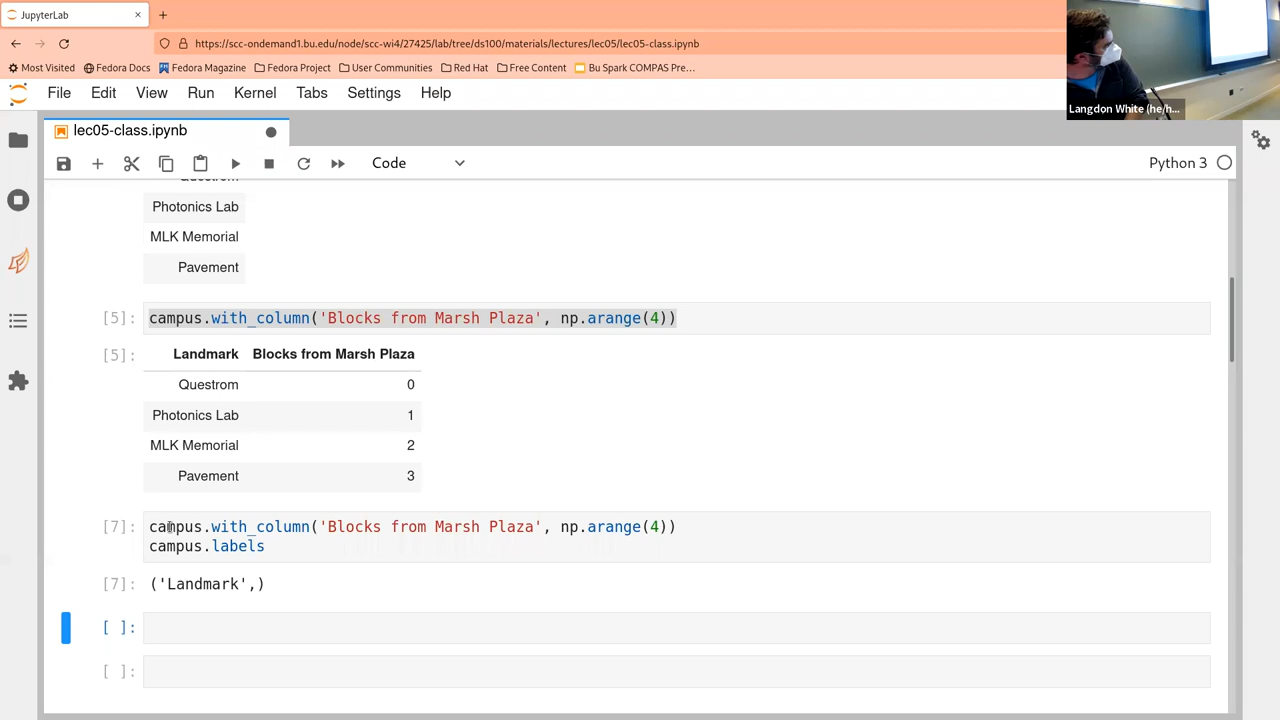 JupyterLab
https://scc-ondemand1.bu.edu/node/scc-wi4/27425/lab/tree/ds100/materials/lectures/lec05/lec05-class.ipynb
Most Visited Fedora Docs Fedora Magazine Fedora Project User Communities Red Hat Free Content Bu Spark COMPAS Pre...
Langdon White (he/h...
File Edit View Run Kernel Tabs Settings Help
lec05-class.ipynb
Code Python 3
Questrom
Photonics Lab
MLK Memorial
Pavement
[5]: campus.with_column('Blocks from Marsh Plaza', np.arange(4))
[5]: Landmark Blocks from Marsh Plaza
Questrom 0
Photonics Lab 1
MLK Memorial 2
Pavement 3
[7]: campus.with_column('Blocks from Marsh Plaza', np.arange(4))
campus.labels
[7]: ('Landmark',)
[ ]:
[ ]: